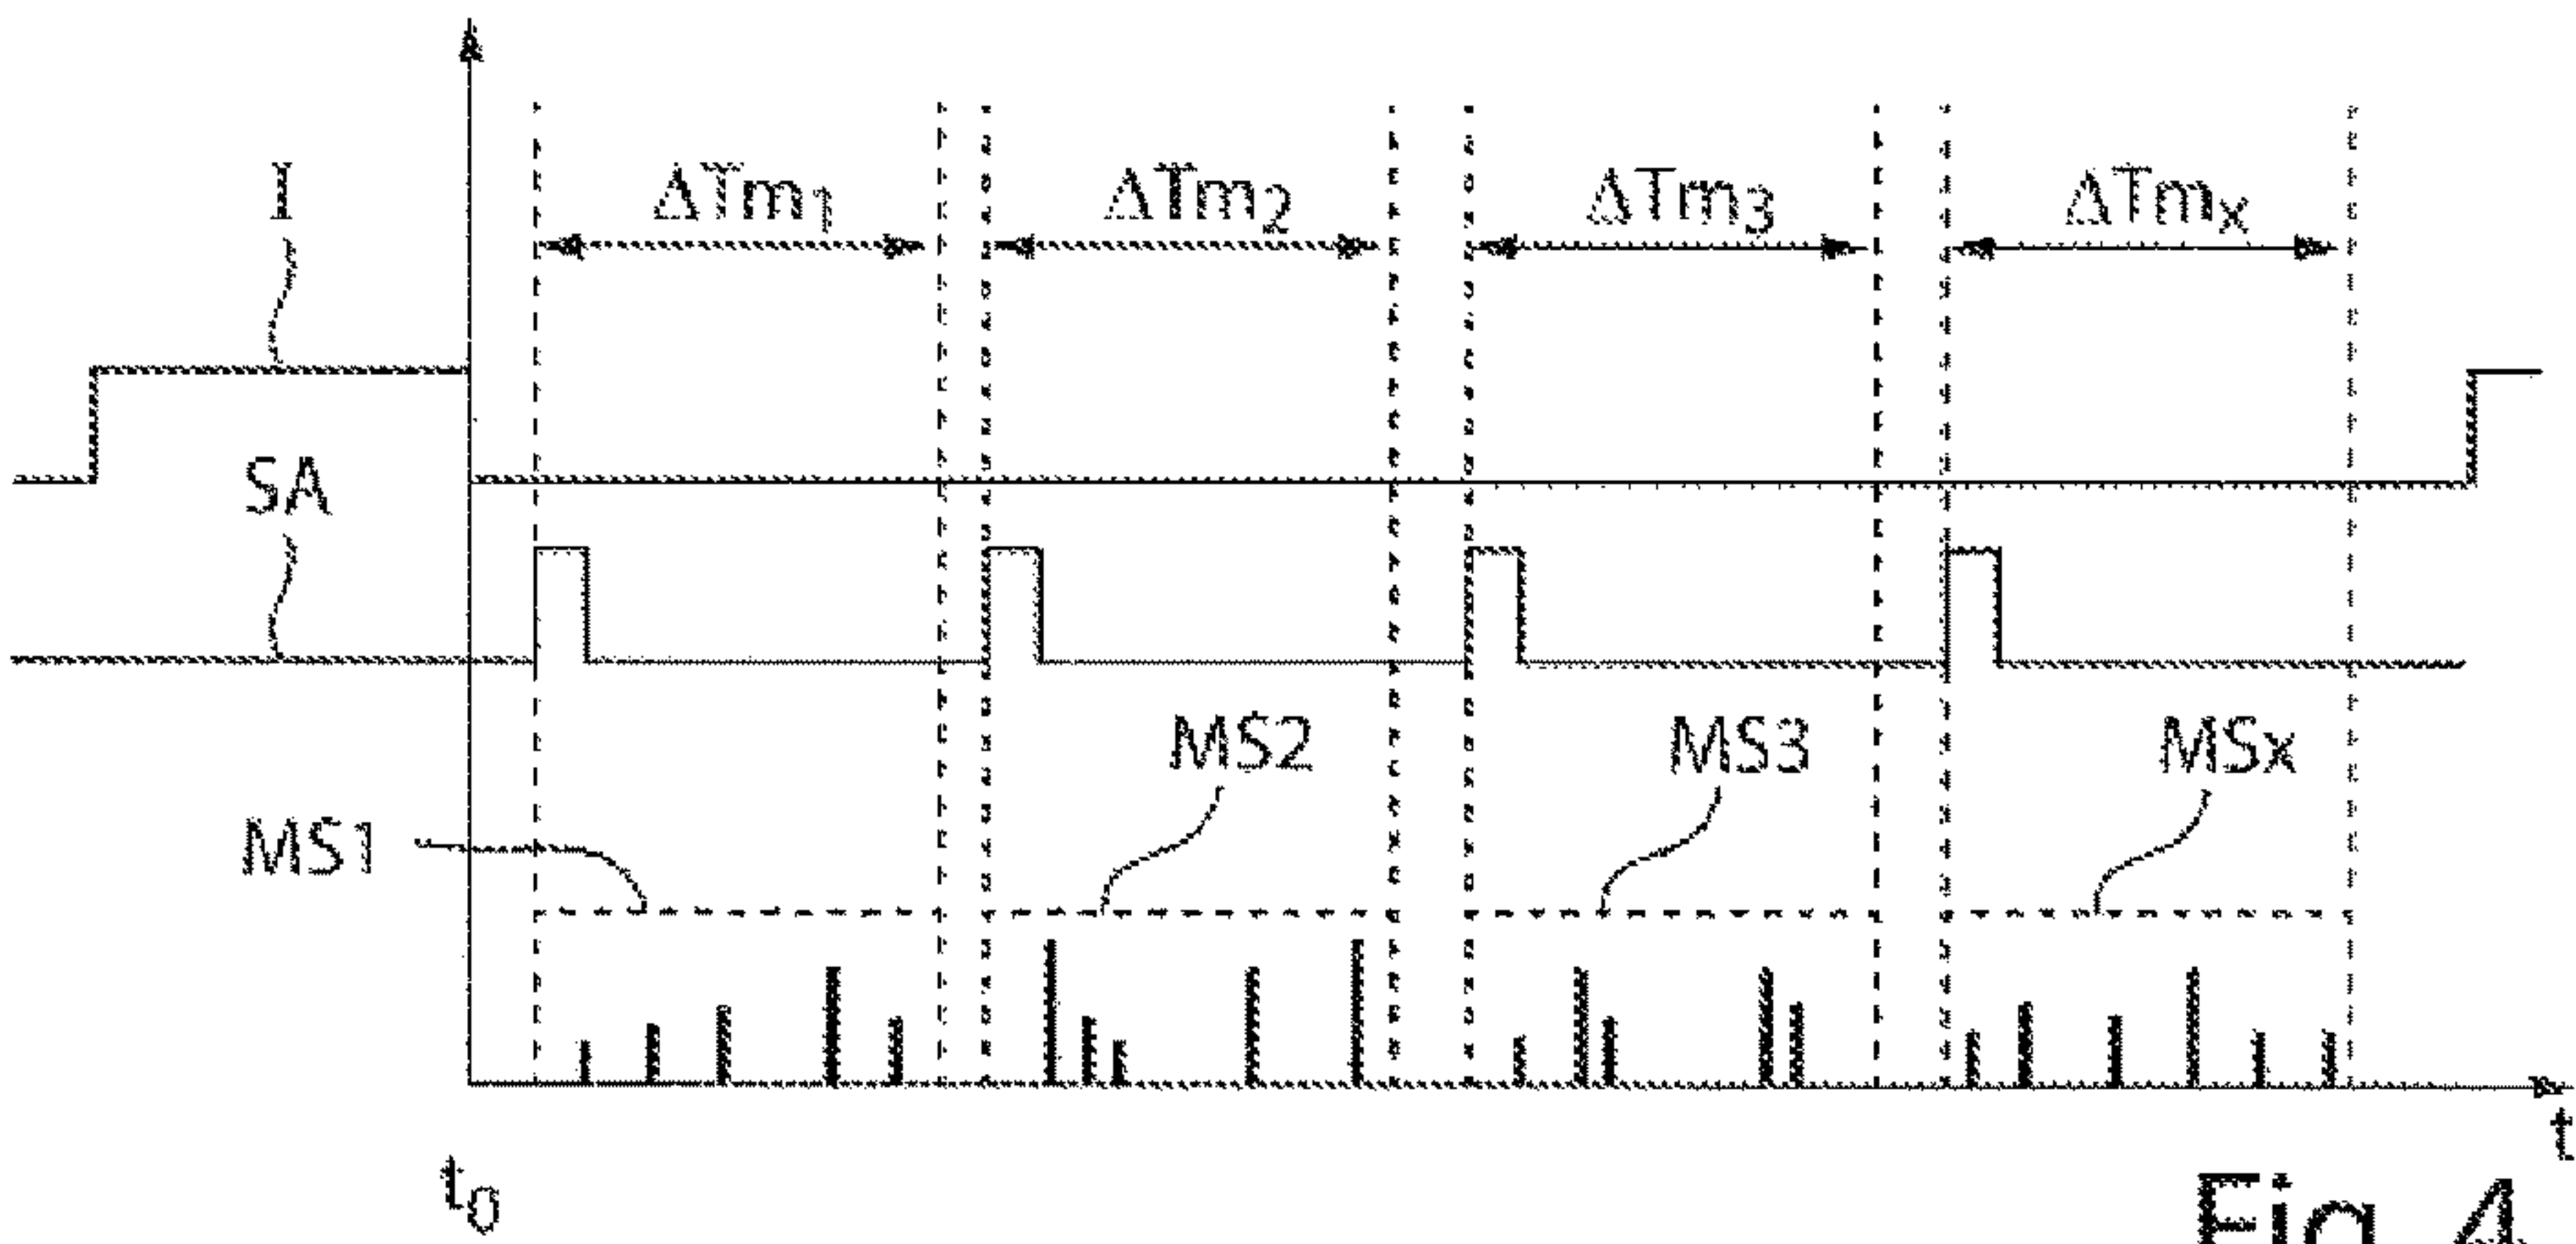 I ΔTm₁ ΔTm₂ ΔTm₃ ΔTmₓ
SA
MS2 MS3 MSx
MS1
t
t₀
Fig. 4